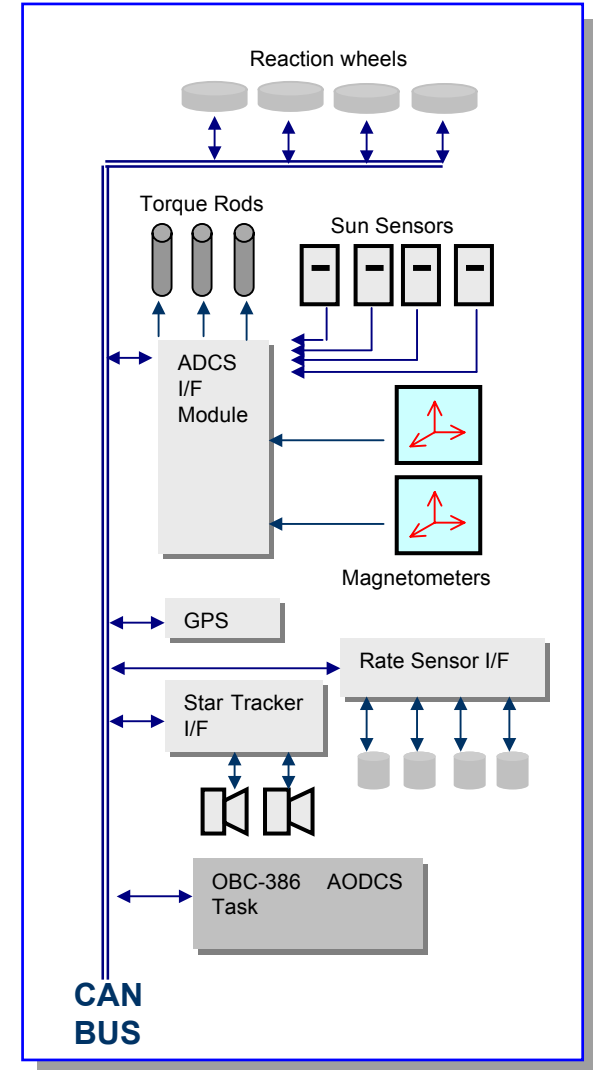 Reaction wheels
Torque Rods
Sun Sensors
ADCS
I/F
Module
Magnetometers
GPS
Rate Sensor I/F
Star Tracker
I/F
OBC-386 AODCS
Task
CAN
BUS